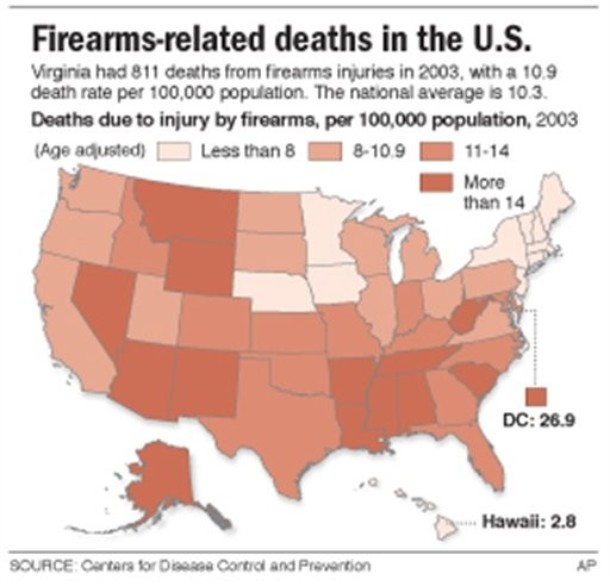 Firearms-related deaths in the U.S.
Virginia had 811 deaths from firearms injuries in 2003, with a 10.9
death rate per 100,000 population. The national average is 10.3.
Deaths due to injury by firearms, per 100,000 population, 2003
(Age adjusted) Less than 8 8-10.9 11-14
More
than 14
DC: 26.9
Hawaii: 2.8
SOURCE: Centers for Disease Control and Prevention AP